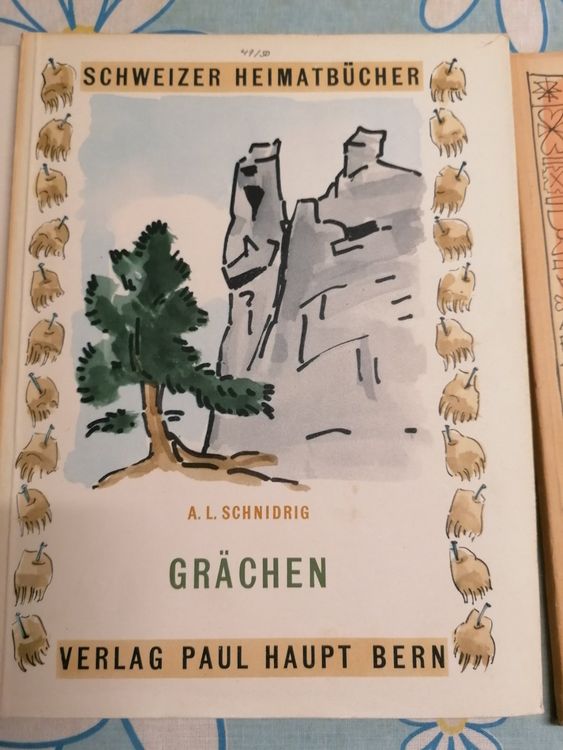 49/50
SCHWEIZER HEIMATBÜCHER
A. L. SCHNIDRIG
GRÄCHEN
VERLAG PAUL HAUPT BERN